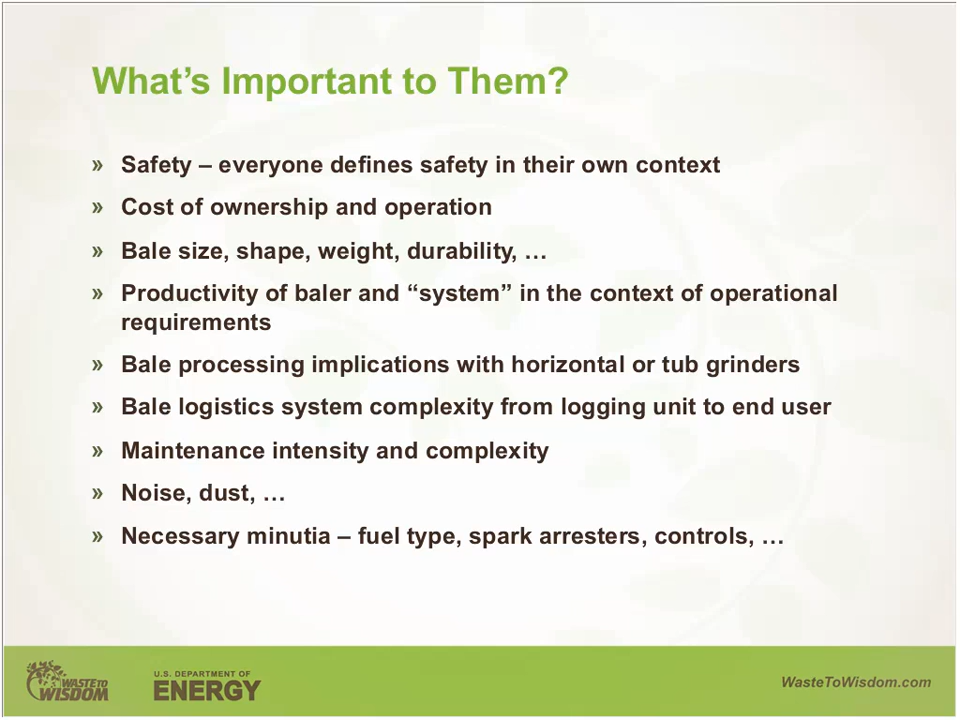 What’s Important to Them?
» Safety – everyone defines safety in their own context
» Cost of ownership and operation
» Bale size, shape, weight, durability, …
» Productivity of baler and “system” in the context of operational
requirements
» Bale processing implications with horizontal or tub grinders
» Bale logistics system complexity from logging unit to end user
» Maintenance intensity and complexity
» Noise, dust, …
» Necessary minutia – fuel type, spark arresters, controls, …
WASTE TO
WISDOM
U.S. DEPARTMENT OF
ENERGY
WasteToWisdom.com